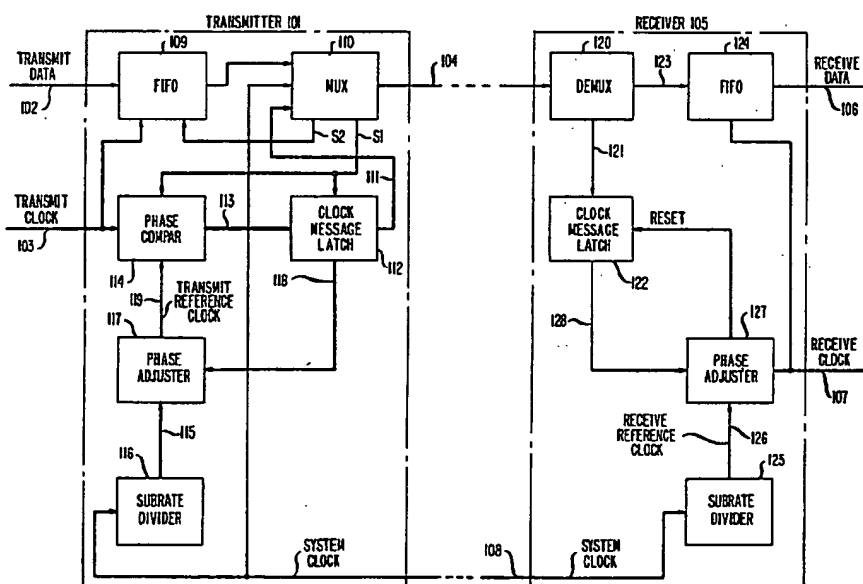 TRANSMITTER 101
RECEIVER 105
TRANSMIT
DATA
102
109
FIFO
110
MUX
104
120
DEMUX
123
124
FIFO
RECEIVE
DATA
106
S2
S1
111
121
TRANSMIT
CLOCK
103
PHASE
COMPAR
114
113
CLOCK
MESSAGE
LATCH
112
118
CLOCK
MESSAGE
LATCH
122
RESET
119
TRANSMIT
REFERENCE
CLOCK
117
PHASE
ADJUSTER
128
127
PHASE
ADJUSTER
RECEIVE
CLOCK
107
115
116
SUBRATE
DIVIDER
RECEIVE
REFERENCE
CLOCK
126
125
SUBRATE
DIVIDER
SYSTEM
CLOCK
108
SYSTEM
CLOCK